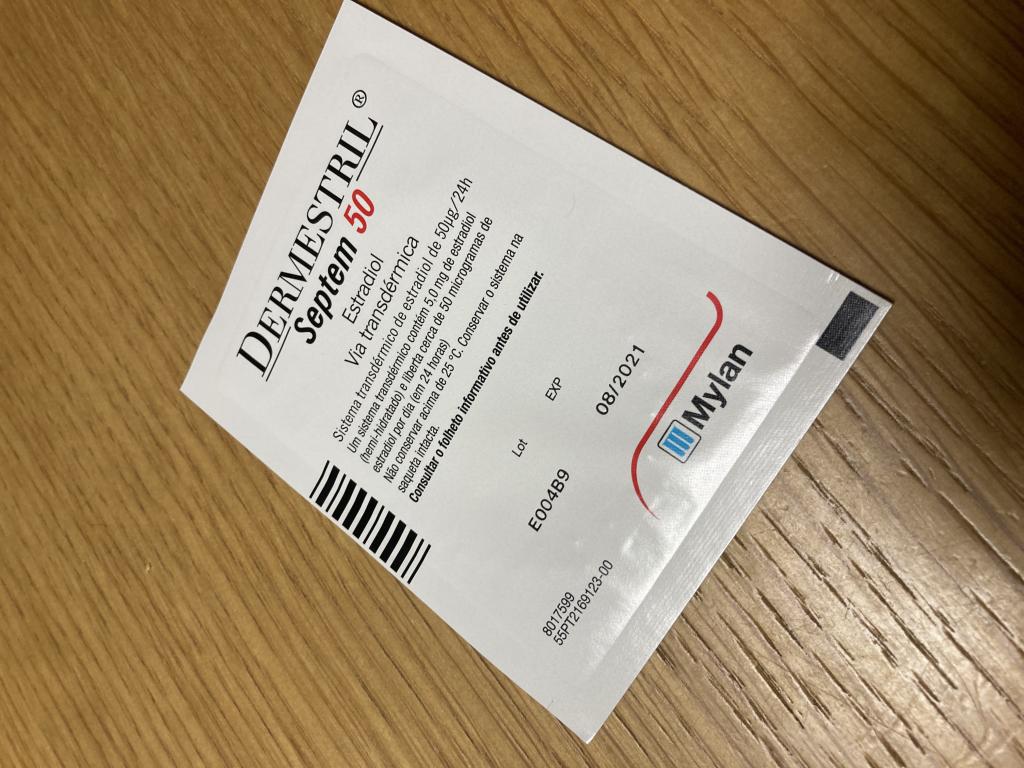 DERMESTRIL®
Septem 50
Estradiol
Via transdérmica
Sistema transdérmico de estradiol de 50µg/24h
Um sistema transdérmico contém 5,0 mg de estradiol
(hemi-hidratado) e liberta cerca de 50 microgramas de
estradiol por dia (em 24 horas)
Não conservar acima de 25 °C. Conservar o sistema na
saqueta intacta.
Consultar o folheto informativo antes de utilizar.
Lot
EXP
E004B9
08/2021
Mylan
8017599
55PT2169123-00